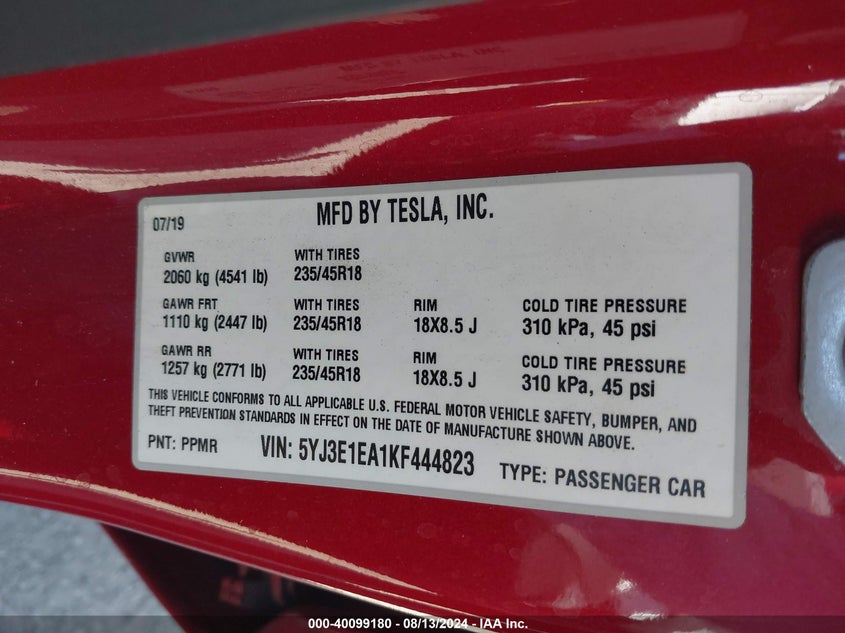 07/19
MFD BY TESLA, INC.
GVWR
2060 kg (4541 lb)
WITH TIRES
235/45R18
GAWR FRT
1110 kg (2447 lb)
WITH TIRES
235/45R18
RIM
18X8.5 J
COLD TIRE PRESSURE
310 kPa, 45 psi
GAWR RR
1257 kg (2771 lb)
WITH TIRES
235/45R18
RIM
18X8.5 J
COLD TIRE PRESSURE
310 kPa, 45 psi
THIS VEHICLE CONFORMS TO ALL APPLICABLE U.S. FEDERAL MOTOR VEHICLE SAFETY, BUMPER, AND
THEFT PREVENTION STANDARDS IN EFFECT ON THE DATE OF MANUFACTURE SHOWN ABOVE.
PNT: PPMR
VIN: 5YJ3E1EA1KF444823
TYPE: PASSENGER CAR
000-40099180 - 08/13/2024 - IAA Inc.